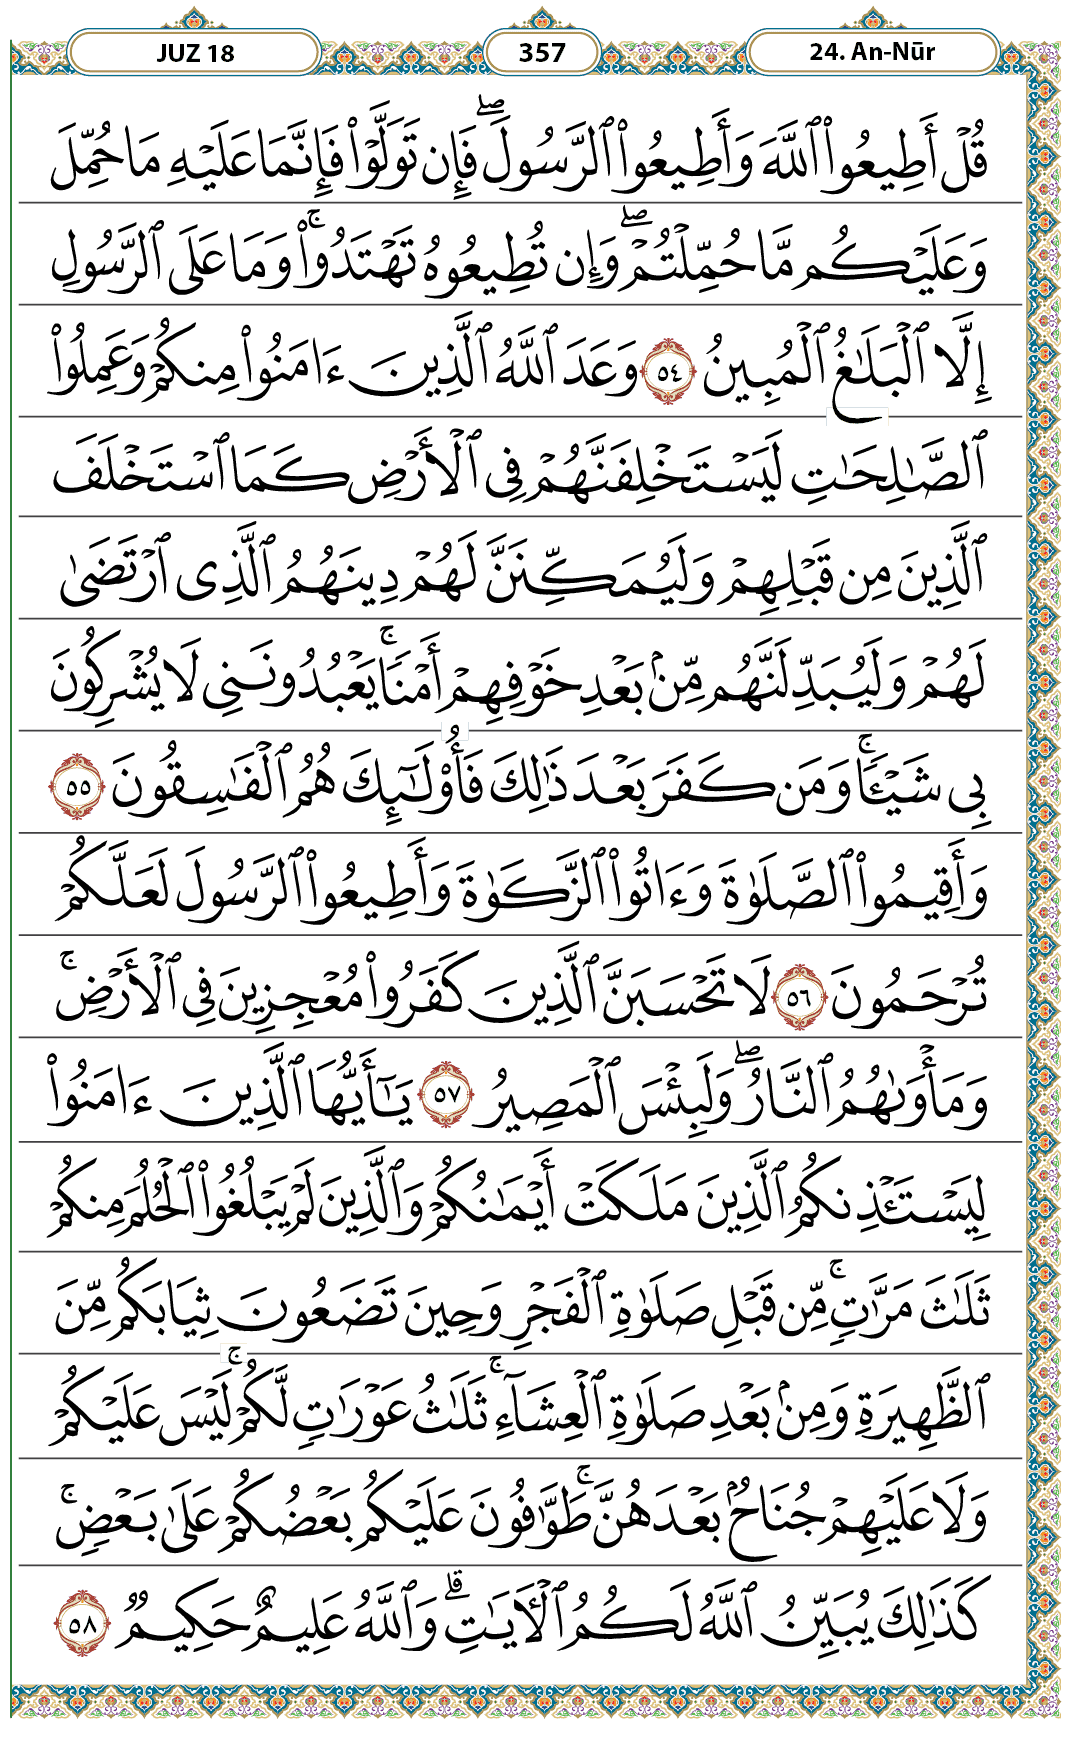 JUZ 18
357
24. An-Nūr
قُلْ أَطِيعُوا۟ ٱللَّهَ وَأَطِيعُوا۟ ٱلرَّسُولَ ۖ فَإِن تَوَلَّوْا۟ فَإِنَّمَا عَلَيْهِ مَا حُمِّلَ
وَعَلَيْكُم مَّا حُمِّلْتُمْ ۖ وَإِن تُطِيعُوهُ تَهْتَدُوا۟ ۚ وَمَا عَلَى ٱلرَّسُولِ
إِلَّا ٱلْبَلَـٰغُ ٱلْمُبِينُ ٥٤ وَعَدَ ٱللَّهُ ٱلَّذِينَ ءَامَنُوا۟ مِنكُمْ وَعَمِلُوا۟
ٱلصَّـٰلِحَـٰتِ لَيَسْتَخْلِفَنَّهُمْ فِى ٱلْأَرْضِ كَمَا ٱسْتَخْلَفَ
ٱلَّذِينَ مِن قَبْلِهِمْ وَلَيُمَكِّنَنَّ لَهُمْ دِينَهُمُ ٱلَّذِى ٱرْتَضَىٰ
لَهُمْ وَلَيُبَدِّلَنَّهُم مِّنۢ بَعْدِ خَوْفِهِمْ أَمْنًا ۚ يَعْبُدُونَنِى لَا يُشْرِكُونَ
بِى شَيْـًٔا ۚ وَمَن كَفَرَ بَعْدَ ذَٰلِكَ فَأُو۟لَـٰٓئِكَ هُمُ ٱلْفَـٰسِقُونَ ٥٥
وَأَقِيمُوا۟ ٱلصَّلَوٰةَ وَءَاتُوا۟ ٱلزَّكَوٰةَ وَأَطِيعُوا۟ ٱلرَّسُولَ لَعَلَّكُمْ
تُرْحَمُونَ ٥٦ لَا تَحْسَبَنَّ ٱلَّذِينَ كَفَرُوا۟ مُعْجِزِينَ فِى ٱلْأَرْضِ ۚ
وَمَأْوَىٰهُمُ ٱلنَّارُ ۖ وَلَبِئْسَ ٱلْمَصِيرُ ٥٧ يَـٰٓأَيُّهَا ٱلَّذِينَ ءَامَنُوا۟
لِيَسْتَـْٔذِنكُمُ ٱلَّذِينَ مَلَكَتْ أَيْمَـٰنُكُمْ وَٱلَّذِينَ لَمْ يَبْلُغُوا۟ ٱلْحُلُمَ مِنكُمْ
ثَلَـٰثَ مَرَّٰتٍ ۚ مِّن قَبْلِ صَلَوٰةِ ٱلْفَجْرِ وَحِينَ تَضَعُونَ ثِيَابَكُم مِّنَ
ٱلظَّهِيرَةِ وَمِنۢ بَعْدِ صَلَوٰةِ ٱلْعِشَآءِ ۚ ثَلَـٰثُ عَوْرَٰتٍ لَّكُمْ ۚ لَيْسَ عَلَيْكُمْ
وَلَا عَلَيْهِمْ جُنَاحٌۢ بَعْدَهُنَّ ۚ طَوَّٰفُونَ عَلَيْكُم بَعْضُكُمْ عَلَىٰ بَعْضٍ ۚ
كَذَٰلِكَ يُبَيِّنُ ٱللَّهُ لَكُمُ ٱلْـَٔايَـٰتِ ۗ وَٱللَّهُ عَلِيمٌ حَكِيمٌ ٥٨